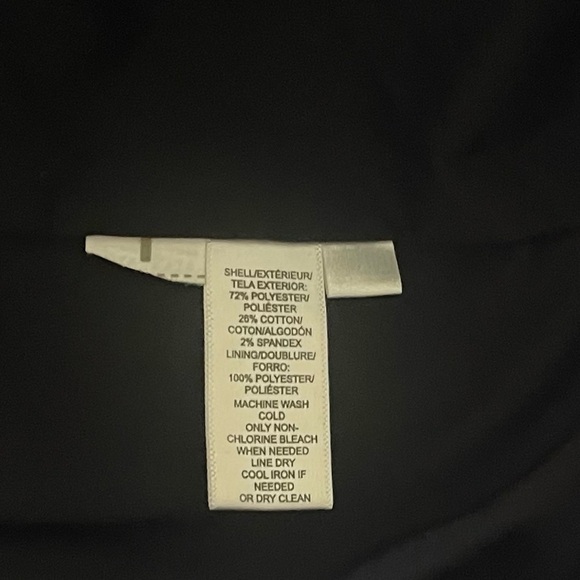 SHELL/EXTÉRIEUR/
TELA EXTERIOR:
72% POLYESTER/
POLIÉSTER
26% COTTON/
COTON/ALGODÓN
2% SPANDEX
LINING/DOUBLURE/
FORRO:
100% POLYESTER/
POLIÉSTER
MACHINE WASH
COLD
ONLY NON-
CHLORINE BLEACH
WHEN NEEDED
LINE DRY
COOL IRON IF
NEEDED
OR DRY CLEAN